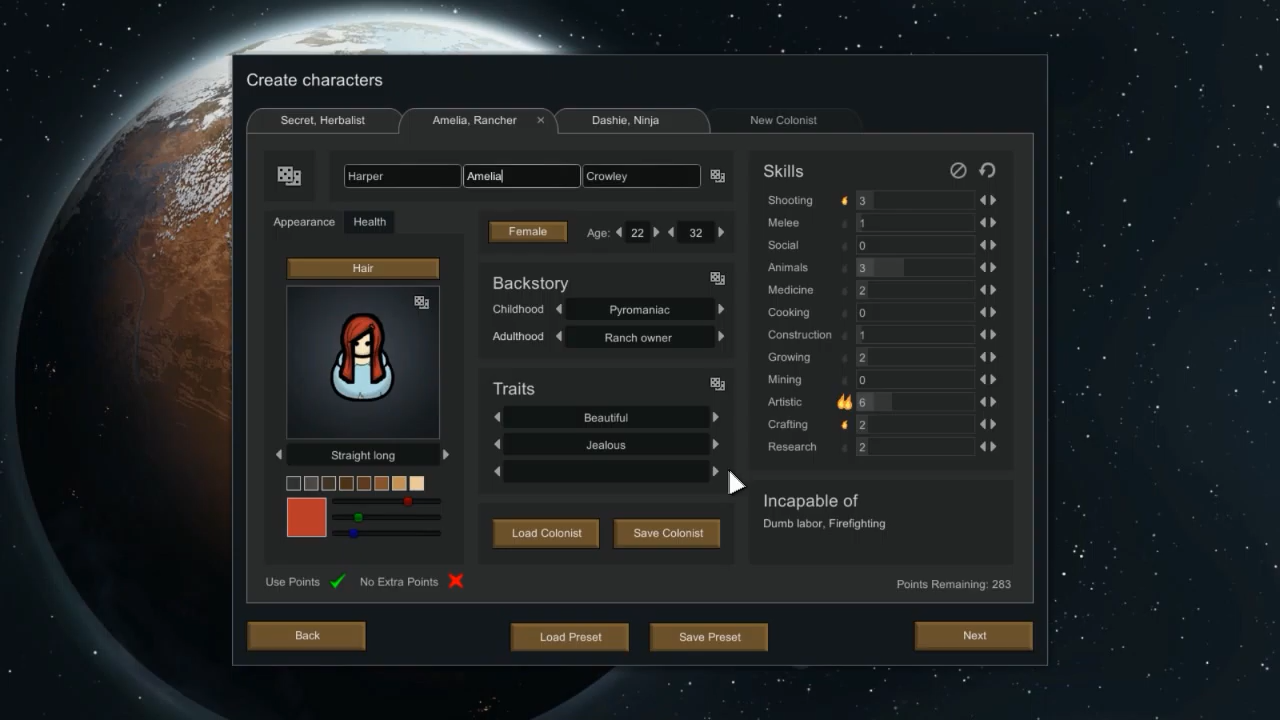 Create characters
Secret, Herbalist
Amelia, Rancher
Dashie, Ninja
New Colonist
Harper
Amelia
Crowley
Appearance
Health
Hair
Straight long
Female
Age:
22
32
Backstory
Childhood
Pyromaniac
Adulthood
Ranch owner
Traits
Beautiful
Jealous
Load Colonist
Save Colonist
Skills
Shooting 3
Melee 1
Social 0
Animals 3
Medicine 2
Cooking 0
Construction 1
Growing 2
Mining 0
Artistic 6
Crafting 2
Research 2
Incapable of
Dumb labor, Firefighting
Use Points
No Extra Points
Points Remaining: 283
Back
Load Preset
Save Preset
Next